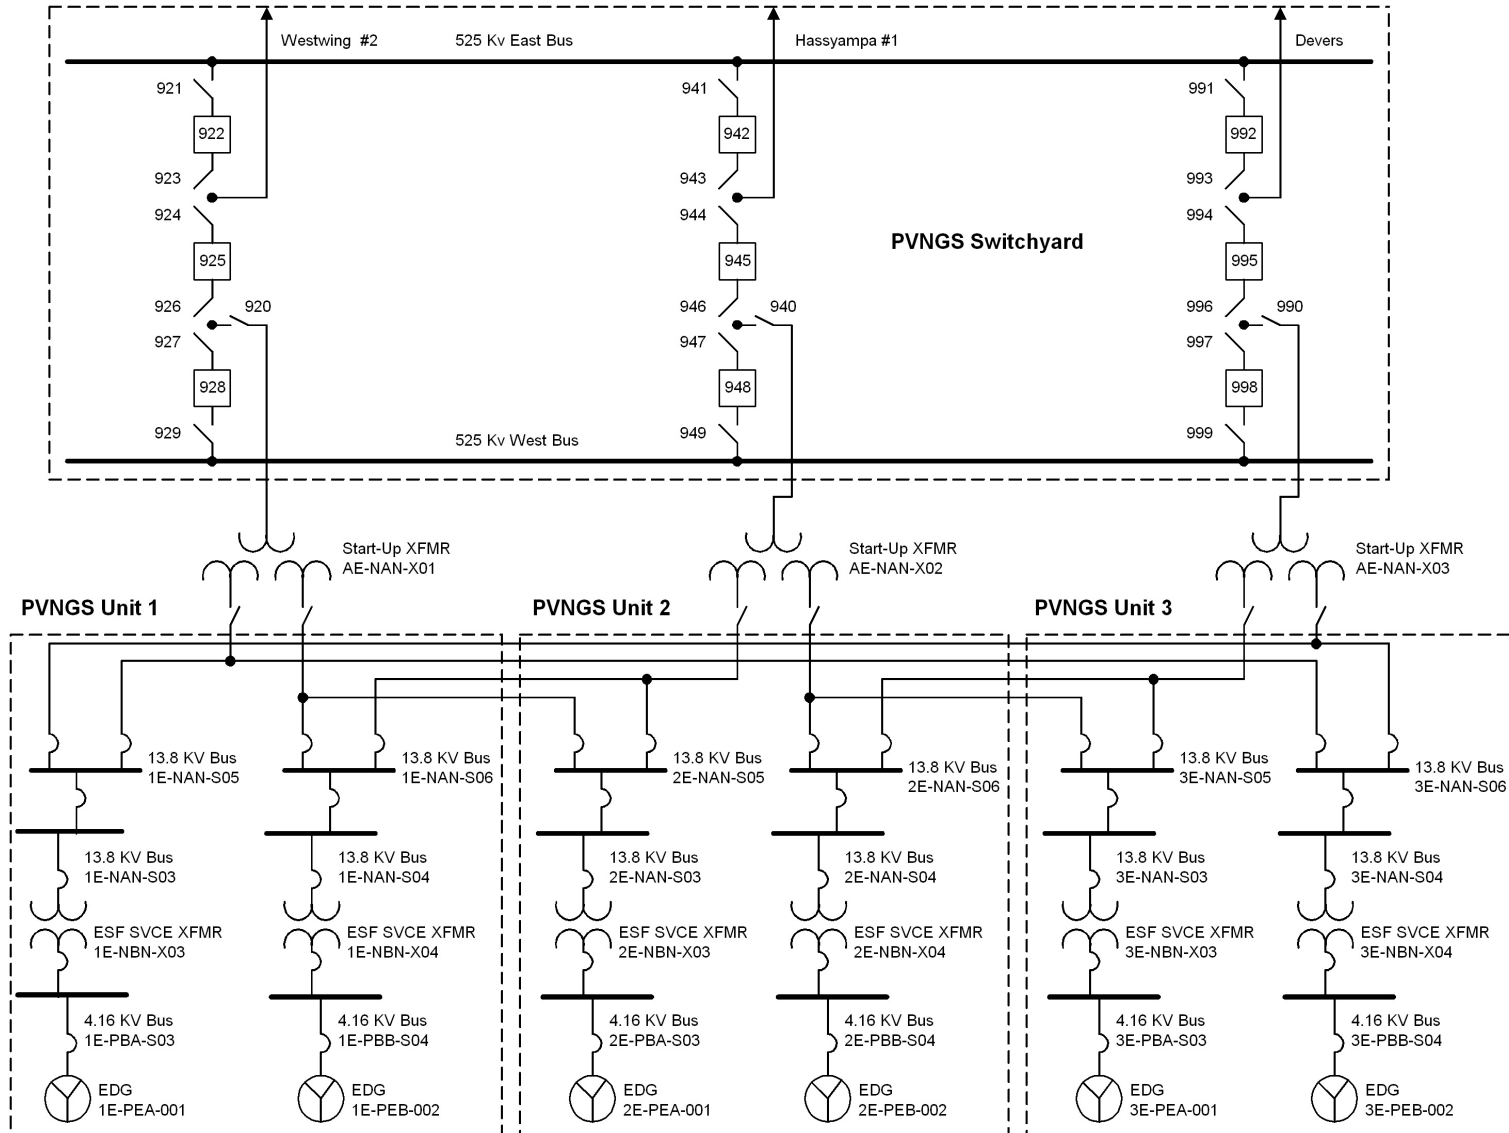 Westwing #2
525 Kv East Bus
Hassyampa #1
Devers
921
941
991
922
942
992
923
943
993
924
944
994
PVNGS Switchyard
925
945
995
926
920
946
940
996
990
927
947
997
928
948
998
929
525 Kv West Bus
949
999
Start-Up XFMR
AE-NAN-X01
Start-Up XFMR
AE-NAN-X02
Start-Up XFMR
AE-NAN-X03
PVNGS Unit 1
PVNGS Unit 2
PVNGS Unit 3
13.8 KV Bus
1E-NAN-S05
13.8 KV Bus
1E-NAN-S06
13.8 KV Bus
2E-NAN-S05
13.8 KV Bus
2E-NAN-S06
13.8 KV Bus
3E-NAN-S05
13.8 KV Bus
3E-NAN-S06
13.8 KV Bus
1E-NAN-S03
13.8 KV Bus
1E-NAN-S04
13.8 KV Bus
2E-NAN-S03
13.8 KV Bus
2E-NAN-S04
13.8 KV Bus
3E-NAN-S03
13.8 KV Bus
3E-NAN-S04
ESF SVCE XFMR
1E-NBN-X03
ESF SVCE XFMR
1E-NBN-X04
ESF SVCE XFMR
2E-NBN-X03
ESF SVCE XFMR
2E-NBN-X04
ESF SVCE XFMR
3E-NBN-X03
ESF SVCE XFMR
3E-NBN-X04
4.16 KV Bus
1E-PBA-S03
4.16 KV Bus
1E-PBB-S04
4.16 KV Bus
2E-PBA-S03
4.16 KV Bus
2E-PBB-S04
4.16 KV Bus
3E-PBA-S03
4.16 KV Bus
3E-PBB-S04
EDG
1E-PEA-001
EDG
1E-PEB-002
EDG
2E-PEA-001
EDG
2E-PEB-002
EDG
3E-PEA-001
EDG
3E-PEB-002